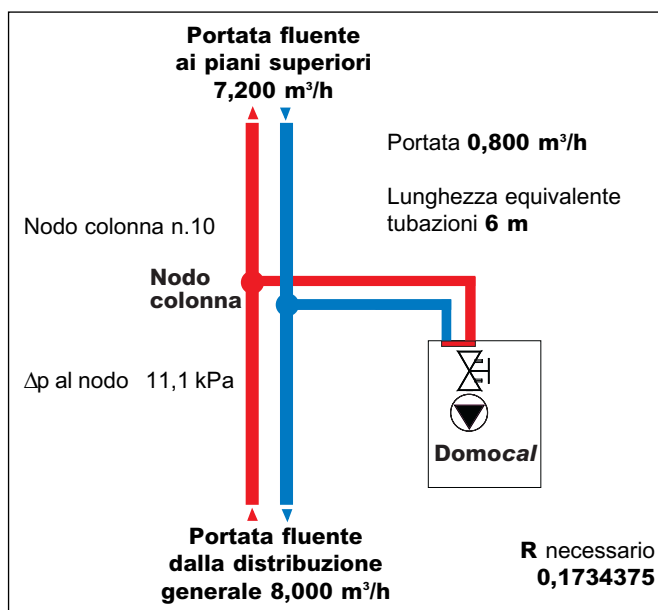 Portata fluente
ai piani superiori
7,200 m³/h
Portata 0,800 m³/h
Lunghezza equivalente
tubazioni 6 m
Nodo colonna n.10
Nodo
colonna
Δp al nodo 11,1 kPa
Domocal
Portata fluente
dalla distribuzione
generale 8,000 m³/h
R necessario
0,1734375